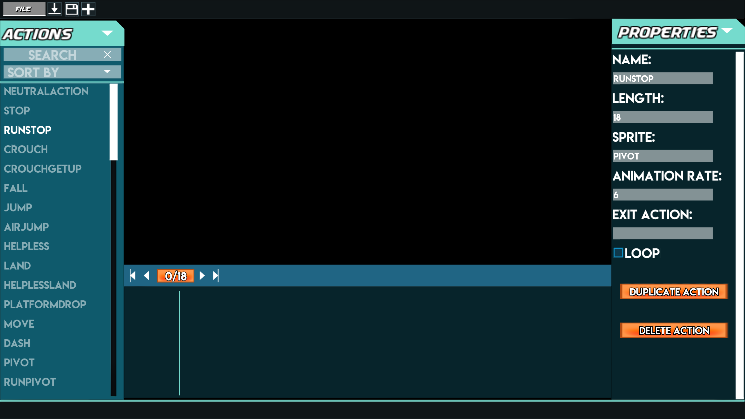 FILE
ACTIONS
SEARCH
SORT BY
NEUTRALACTION
STOP
RUNSTOP
CROUCH
CROUCHGETUP
FALL
JUMP
AIRJUMP
HELPLESS
LAND
HELPLESSLAND
PLATFORMDROP
MOVE
DASH
PIVOT
RUNPIVOT
0/18
PROPERTIES
NAME:
RUNSTOP
LENGTH:
18
SPRITE:
PIVOT
ANIMATION RATE:
6
EXIT ACTION:
LOOP
DUPLICATE ACTION
DELETE ACTION